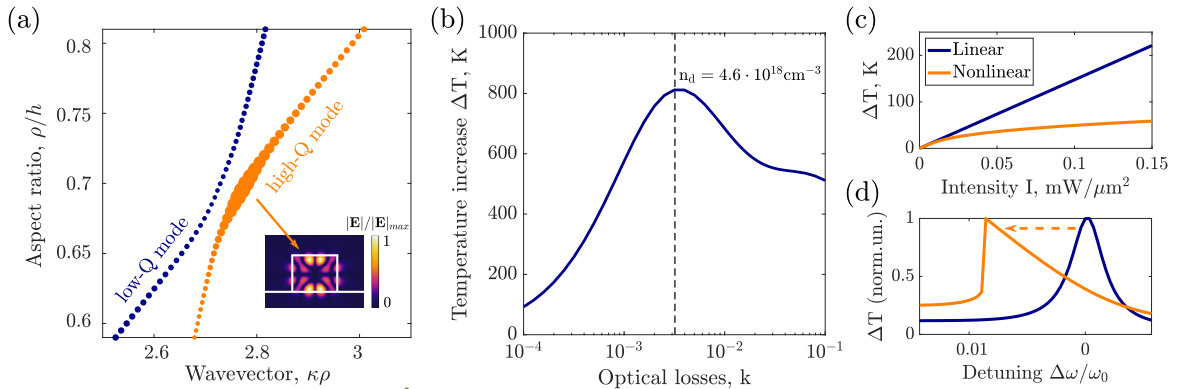 (a)
Aspect ratio, ρ/h
0.8
0.75
0.7
0.65
0.6
2.6
2.8
3
Wavevector, κρ
low-Q mode
high-Q mode
|E|/|E|max
1
0
(b)
Temperature increase ΔT, K
1000
800
600
400
200
0
n_d = 4.6 · 10^18 cm^−3
10^-4
10^-3
10^-2
10^-1
Optical losses, k
(c)
ΔT, K
200
100
0
Linear
Nonlinear
0
0.05
0.1
0.15
Intensity I, mW/μm²
(d)
ΔT (norm.un.)
1
0.5
0
0.01
0
Detuning Δω/ω₀